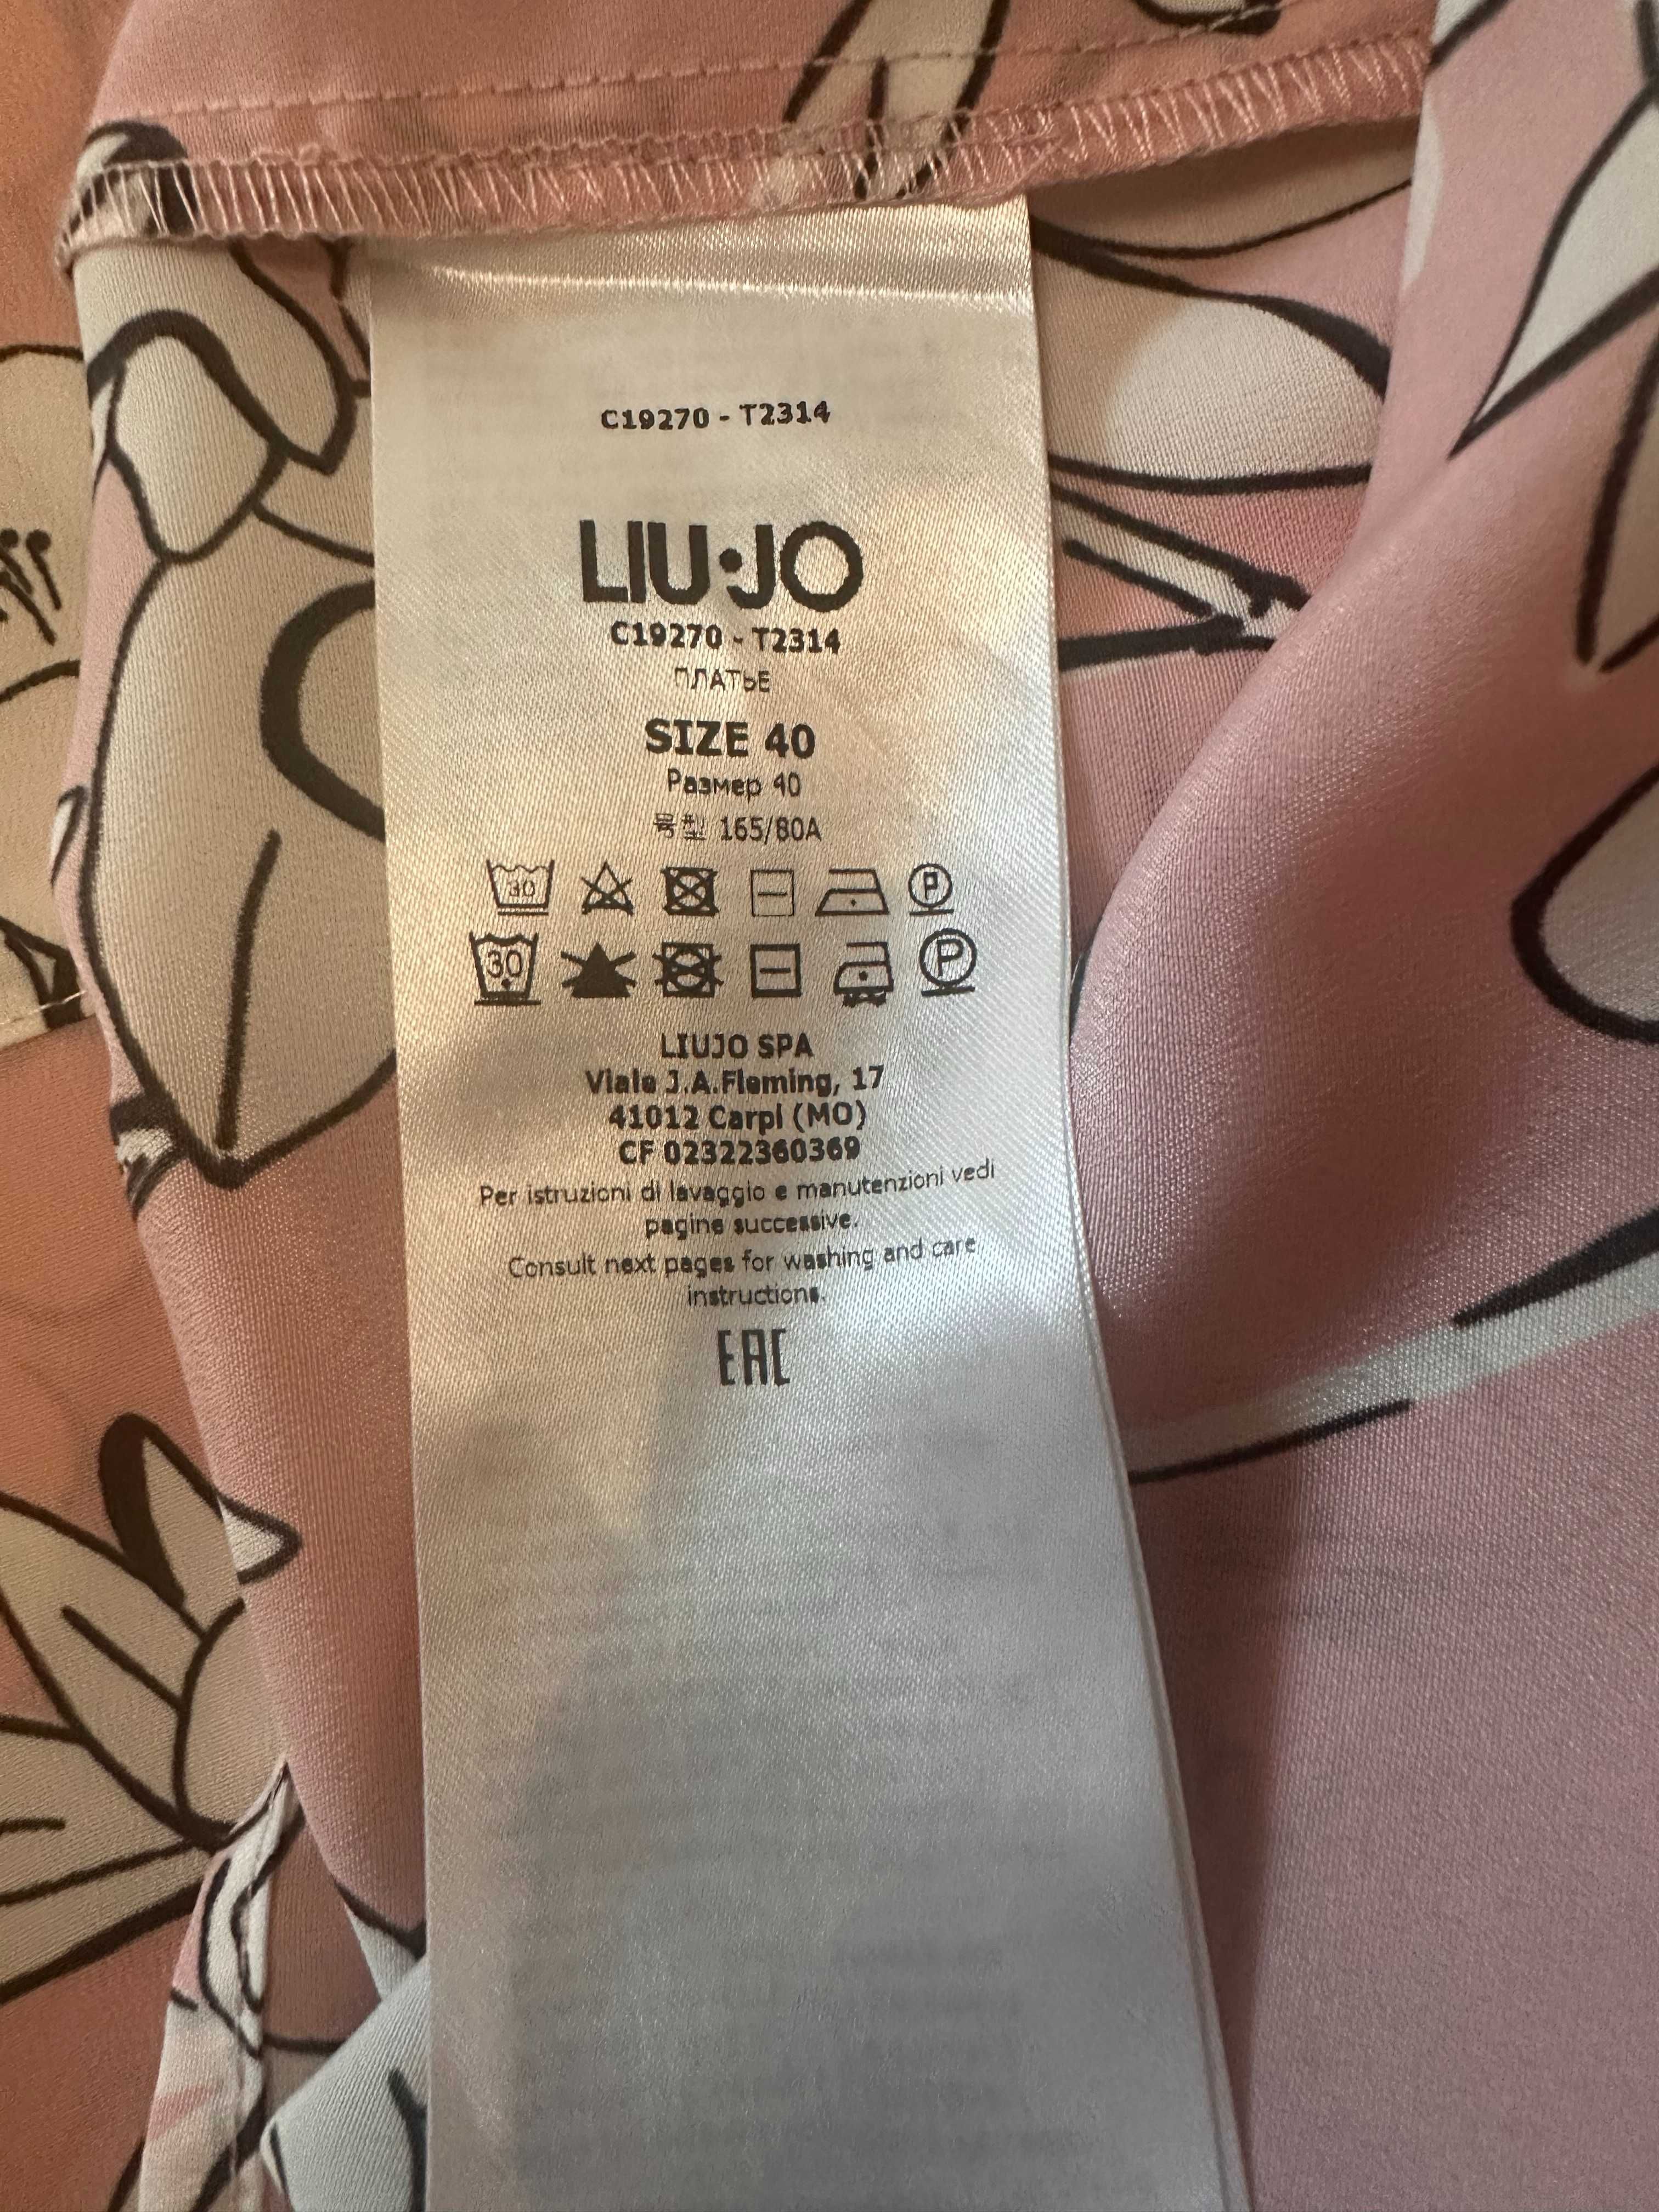 C19270 - T2314
LIU·JO
C19270 - T2314
ПЛАТЬЕ
SIZE 40
Размер 40
号型 165/80A
30
P
30
P
LIUJO SPA
Viale J.A.Fleming, 17
41012 Carpi (MO)
CF 02322360369
Per istruzioni di lavaggio e manutenzioni vedi
pagine successive.
Consult next pages for washing and care
instructions.
EAC